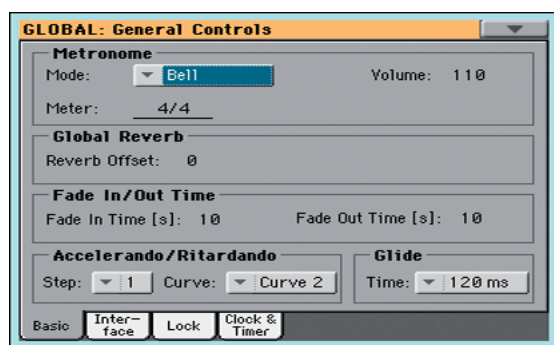 GLOBAL: General Controls
Metronome
Mode: Bell Volume: 110
Meter: 4/4
Global Reverb
Reverb Offset: 0
Fade In/Out Time
Fade In Time [s]: 10 Fade Out Time [s]: 10
Accelerando/Ritardando Glide
Step: 1 Curve: Curve 2 Time: 120 ms
Basic Inter- face Lock Clock & Timer